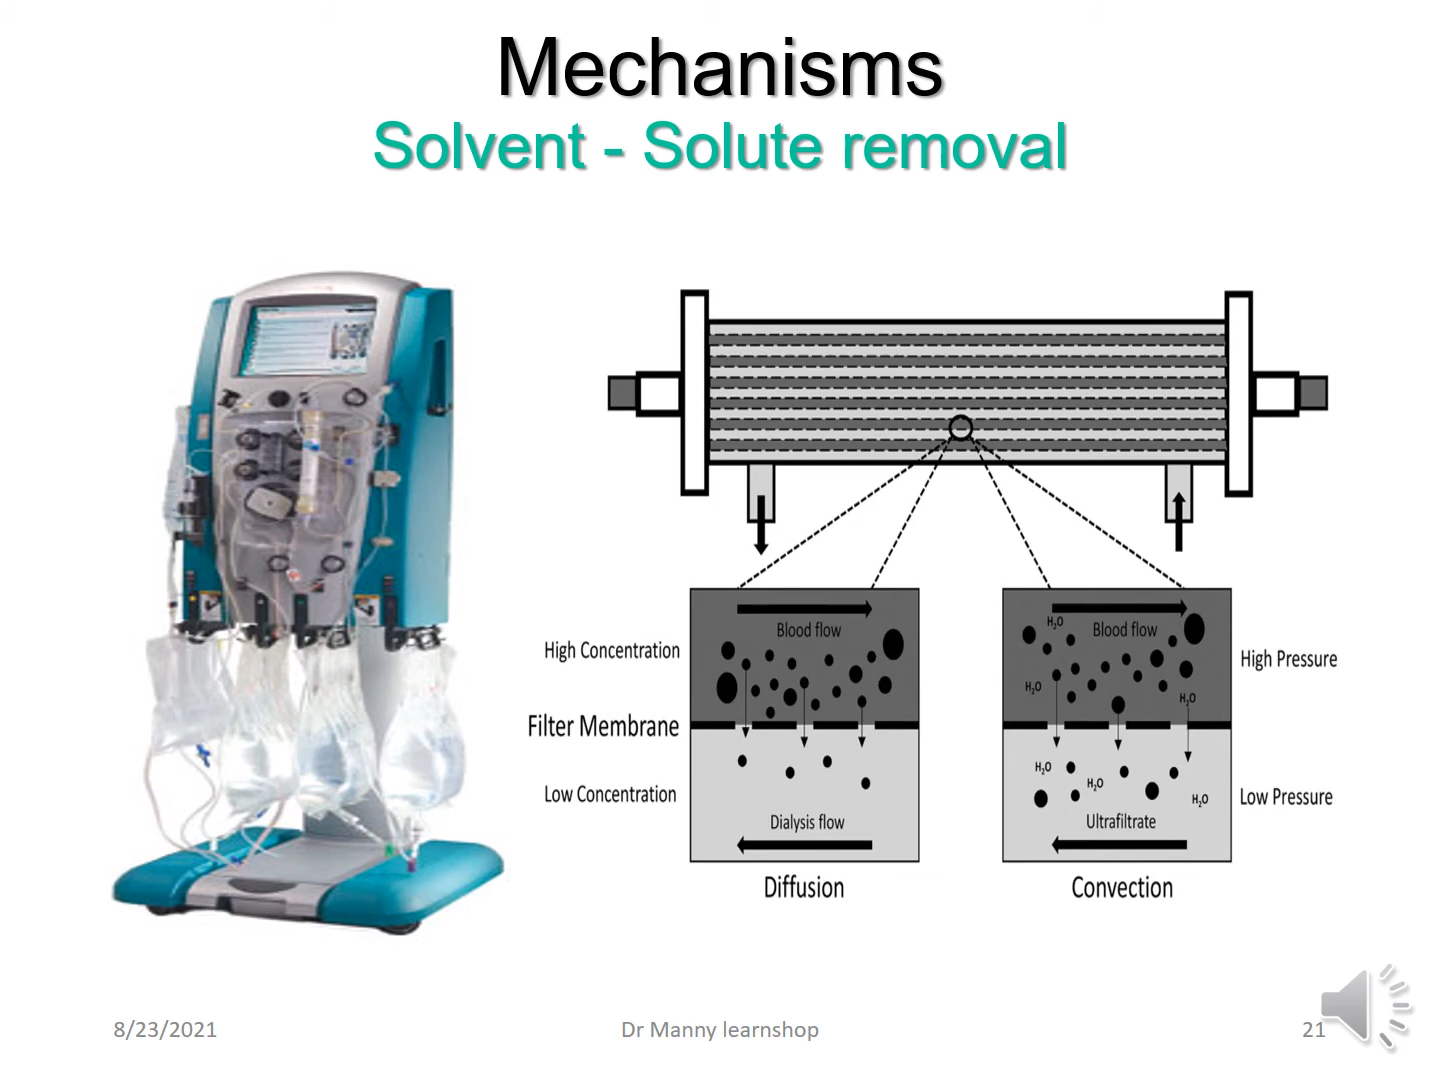 Mechanisms
Solvent - Solute removal
High Concentration
Filter Membrane
Low Concentration
Blood flow
Dialysis flow
Diffusion
H₂O
Blood flow
H₂O
H₂O
H₂O
H₂O
H₂O
Ultrafiltrate
Convection
High Pressure
Low Pressure
8/23/2021
Dr Manny learnshop
21